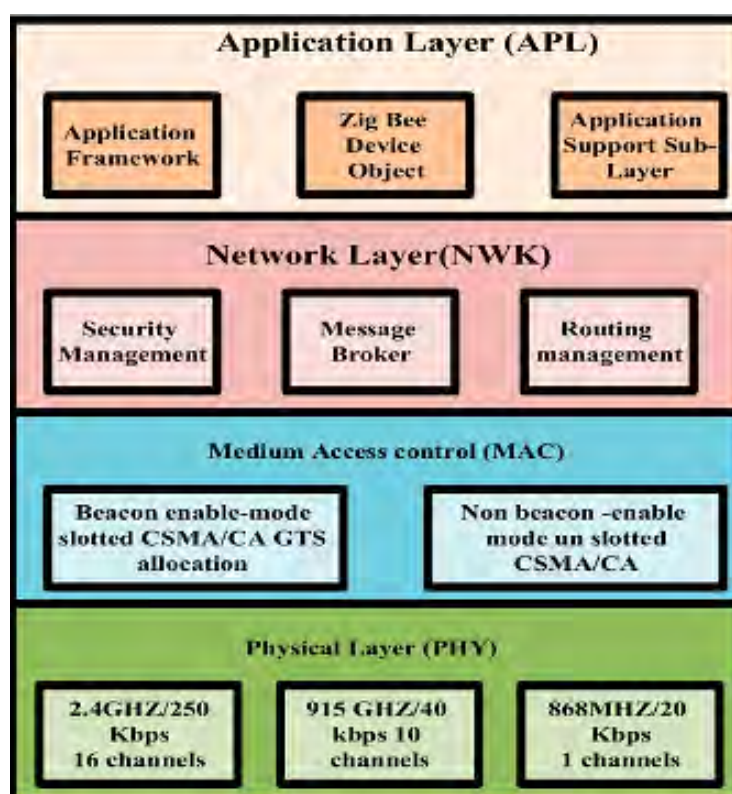 Application Layer (APL)
Application
Framework
Zig Bee
Device
Object
Application
Support Sub-
Layer
Network Layer(NWK)
Security
Management
Message
Broker
Routing
management
Medium Access control (MAC)
Beacon enable-mode
slotted CSMA/CA GTS
allocation
Non beacon -enable
mode un slotted
CSMA/CA
Physical Layer (PHY)
2.4GHZ/250
Kbps
16 channels
915 GHZ/40
kbps 10
channels
868MHZ/20
Kbps
1 channels